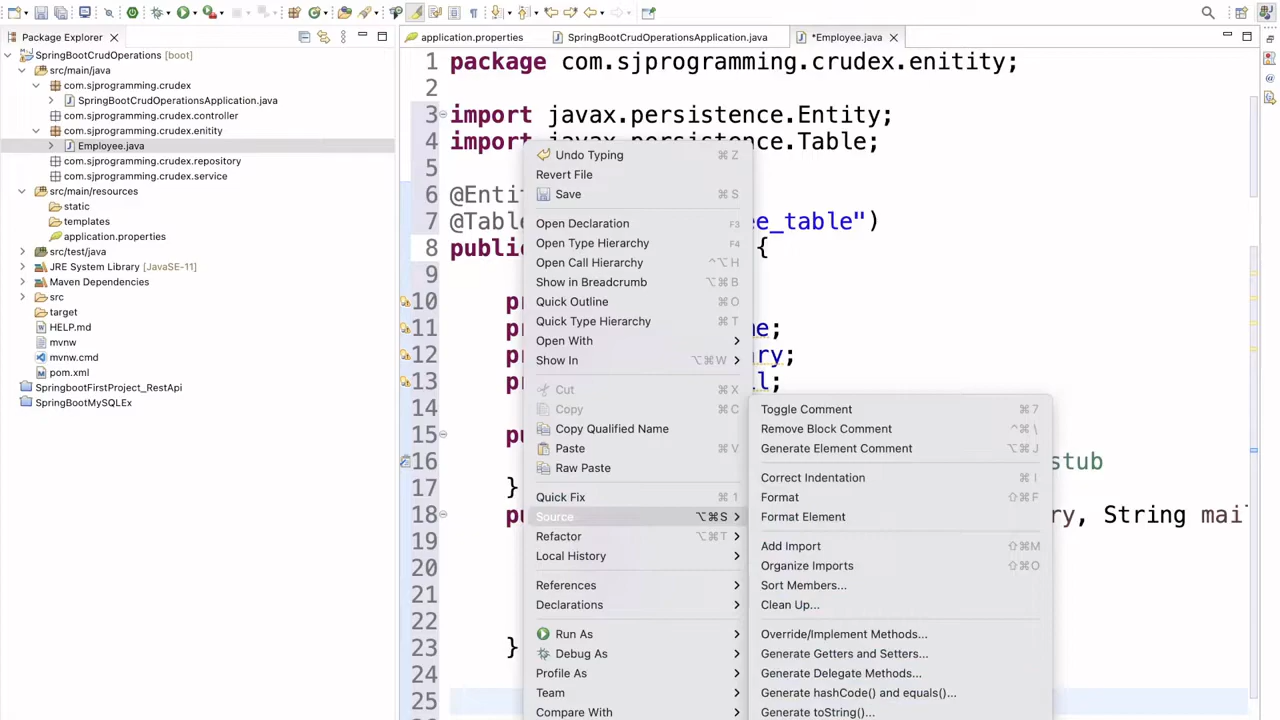 Package Explorer
SpringBootCrudOperations [boot]
src/main/java
com.sjprogramming.crudex
SpringBootCrudOperationsApplication.java
com.sjprogramming.crudex.controller
com.sjprogramming.crudex.enitity
Employee.java
com.sjprogramming.crudex.repository
com.sjprogramming.crudex.service
src/main/resources
static
templates
application.properties
src/test/java
JRE System Library [JavaSE-11]
Maven Dependencies
src
target
HELP.md
mvnw
mvnw.cmd
pom.xml
SpringbootFirstProject_RestApi
SpringBootMySQLEx
application.properties
SpringBootCrudOperationsApplication.java
*Employee.java
1 package com.sjprogramming.crudex.enitity;
2
3 import javax.persistence.Entity;
4 import javax.persistence.Table;
5
6 @Enti
7 @Tabl e_table")
8 public {
9
10 p
11 p me;
12 p ry;
13 p l;
14
15 pu
16 stub
17 }
18 pu ry, String mail
19
20
21
22
23 }
24
25
Undo Typing ⌘Z
Revert File
Save ⌘S
Open Declaration F3
Open Type Hierarchy F4
Open Call Hierarchy ^⌥H
Show in Breadcrumb ⌥⌘B
Quick Outline ⌘O
Quick Type Hierarchy ⌘T
Open With
Show In ⌥⌘W
Cut ⌘X
Copy ⌘C
Copy Qualified Name
Paste ⌘V
Raw Paste
Quick Fix ⌘1
Source ⌥⌘S
Refactor ⌥⌘T
Local History
References
Declarations
Run As
Debug As
Profile As
Team
Compare With
Toggle Comment ⌘7
Remove Block Comment ^⌘\
Generate Element Comment ⌥⌘J
Correct Indentation ⌘I
Format ⇧⌘F
Format Element
Add Import ⇧⌘M
Organize Imports ⇧⌘O
Sort Members...
Clean Up...
Override/Implement Methods...
Generate Getters and Setters...
Generate Delegate Methods...
Generate hashCode() and equals()...
Generate toString()...